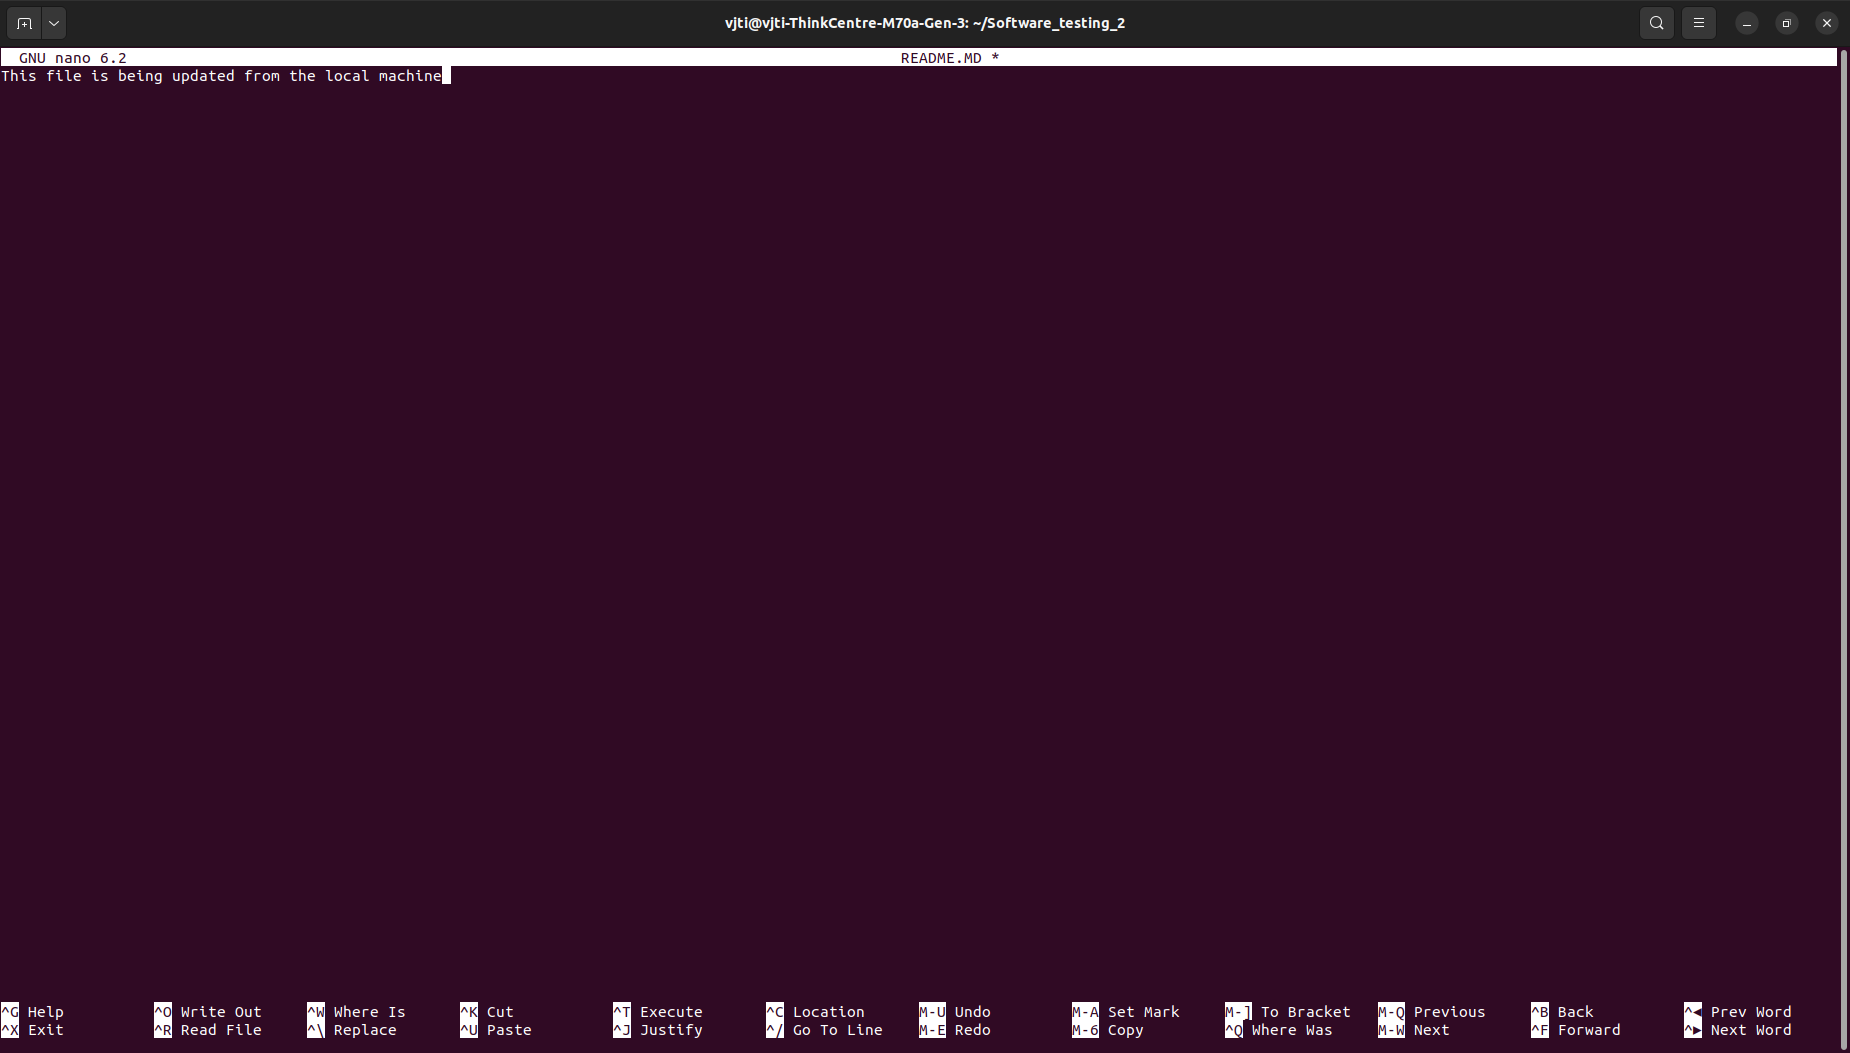 vjti@vjti-ThinkCentre-M70a-Gen-3: ~/Software_testing_2
GNU nano 6.2 README.MD *
This file is being updated from the local machine
^G Help ^O Write Out ^W Where Is ^K Cut ^T Execute ^C Location M-U Undo M-A Set Mark M-] To Bracket M-Q Previous ^B Back ^◂ Prev Word
^X Exit ^R Read File ^\ Replace ^U Paste ^J Justify ^/ Go To Line M-E Redo M-6 Copy ^Q Where Was M-W Next ^F Forward ^▸ Next Word